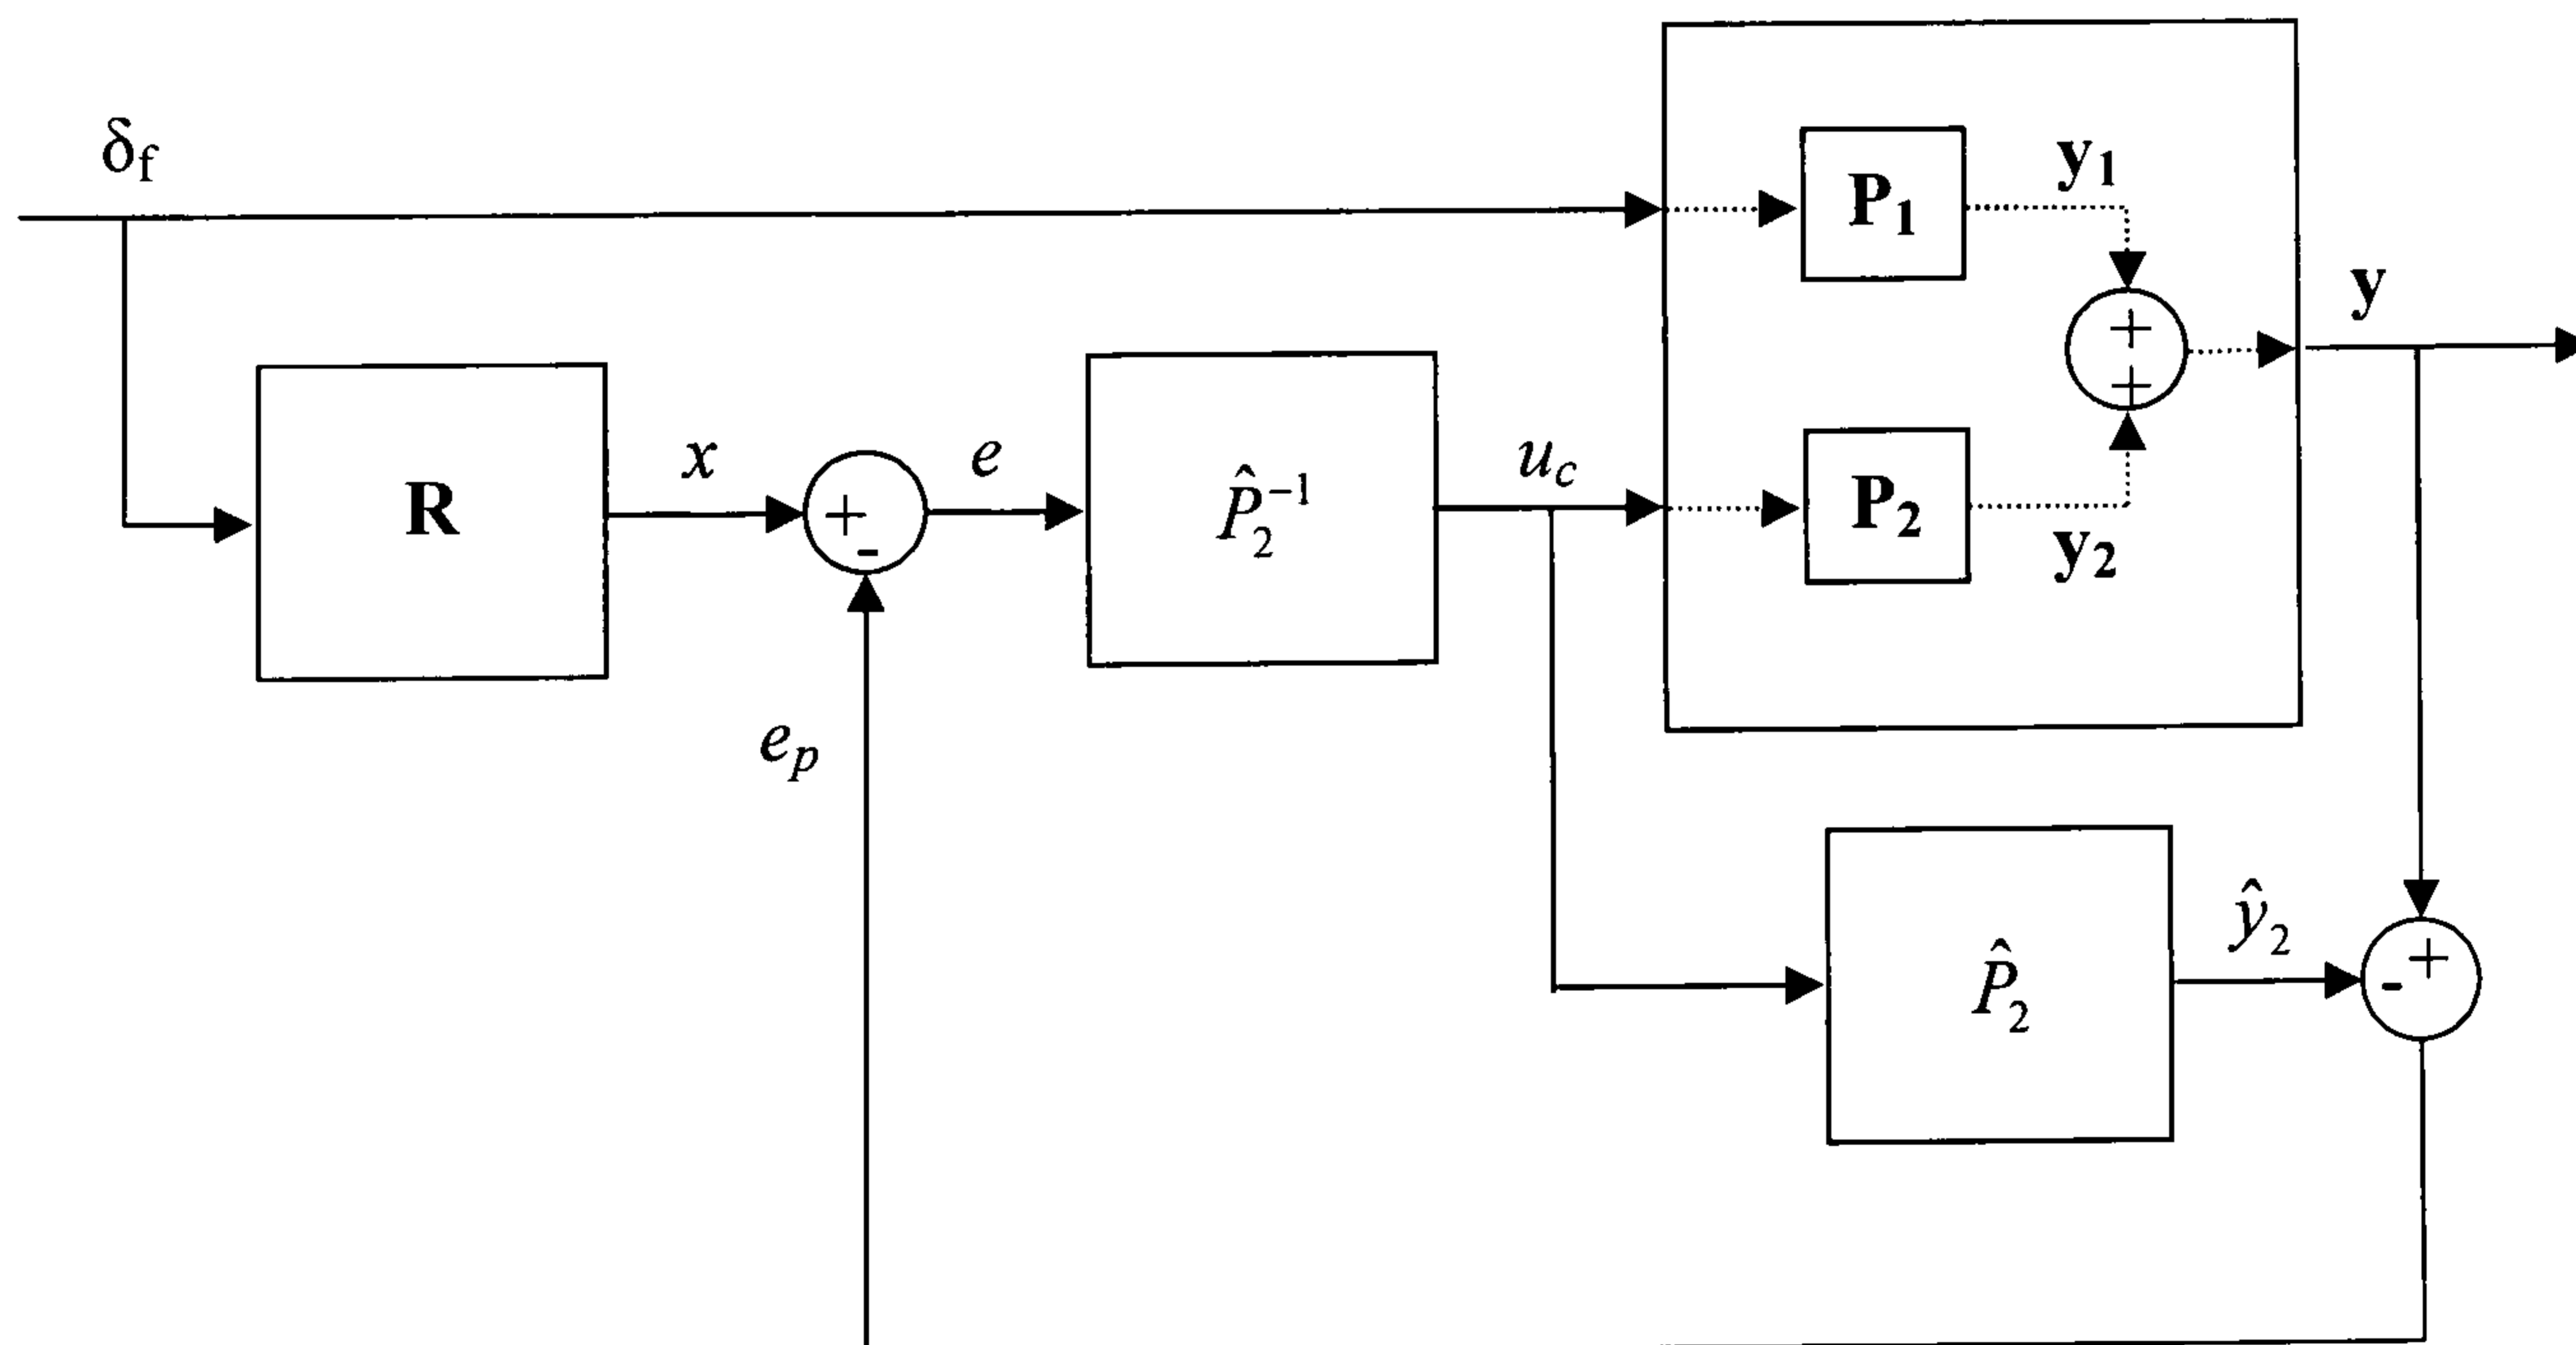 δf
P1
y1
+
+
y
R
x
+
-
e
P̂2⁻¹
uc
P2
y2
ep
P̂2
ŷ2
+
-